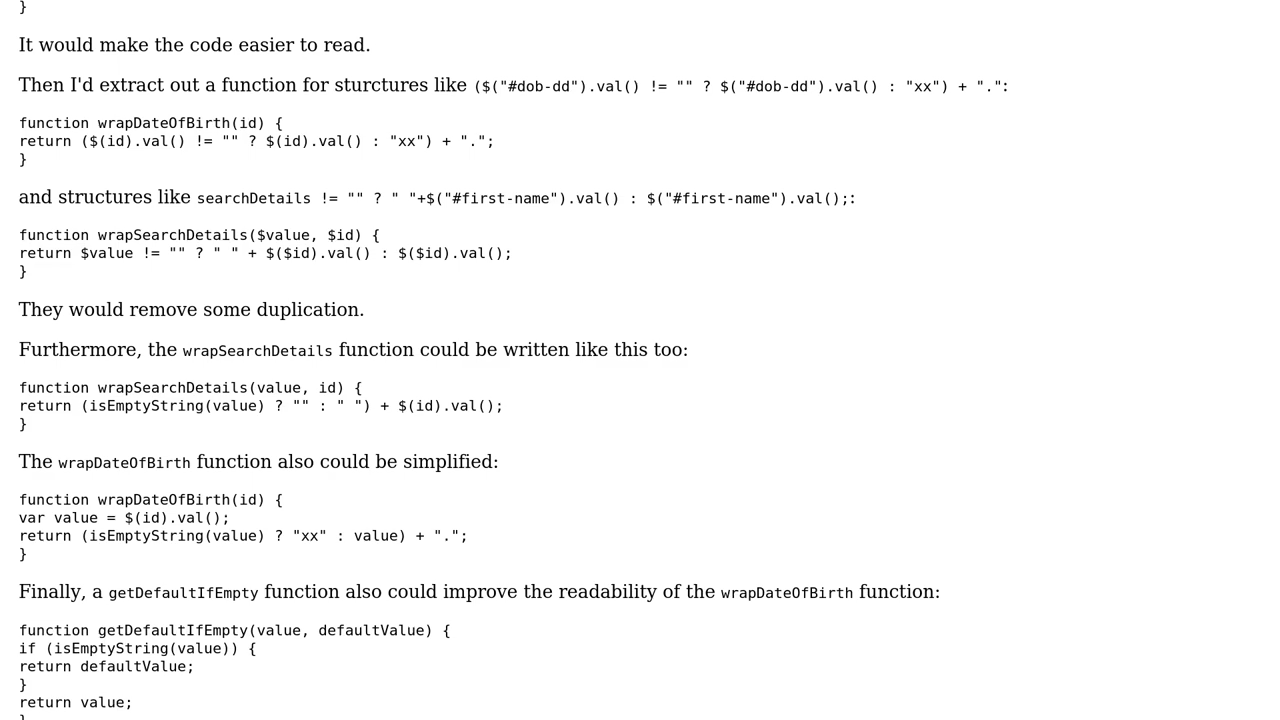 }
It would make the code easier to read.
Then I'd extract out a function for sturctures like ($("#dob-dd").val() != "" ? $("#dob-dd").val() : "xx") + ".":
function wrapDateOfBirth(id) {
return ($(id).val() != "" ? $(id).val() : "xx") + ".";
}
and structures like searchDetails != "" ? " "+$("#first-name").val() : $("#first-name").val();:
function wrapSearchDetails($value, $id) {
return $value != "" ? " " + $($id).val() : $($id).val();
}
They would remove some duplication.
Furthermore, the wrapSearchDetails function could be written like this too:
function wrapSearchDetails(value, id) {
return (isEmptyString(value) ? "" : " ") + $(id).val();
}
The wrapDateOfBirth function also could be simplified:
function wrapDateOfBirth(id) {
var value = $(id).val();
return (isEmptyString(value) ? "xx" : value) + ".";
}
Finally, a getDefaultIfEmpty function also could improve the readability of the wrapDateOfBirth function:
function getDefaultIfEmpty(value, defaultValue) {
if (isEmptyString(value)) {
return defaultValue;
}
return value;
}